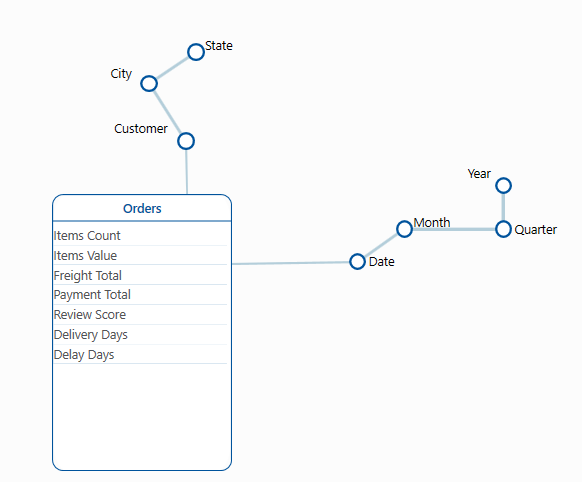 State
City
Customer
Year
Month
Quarter
Date
Orders
Items Count
Items Value
Freight Total
Payment Total
Review Score
Delivery Days
Delay Days